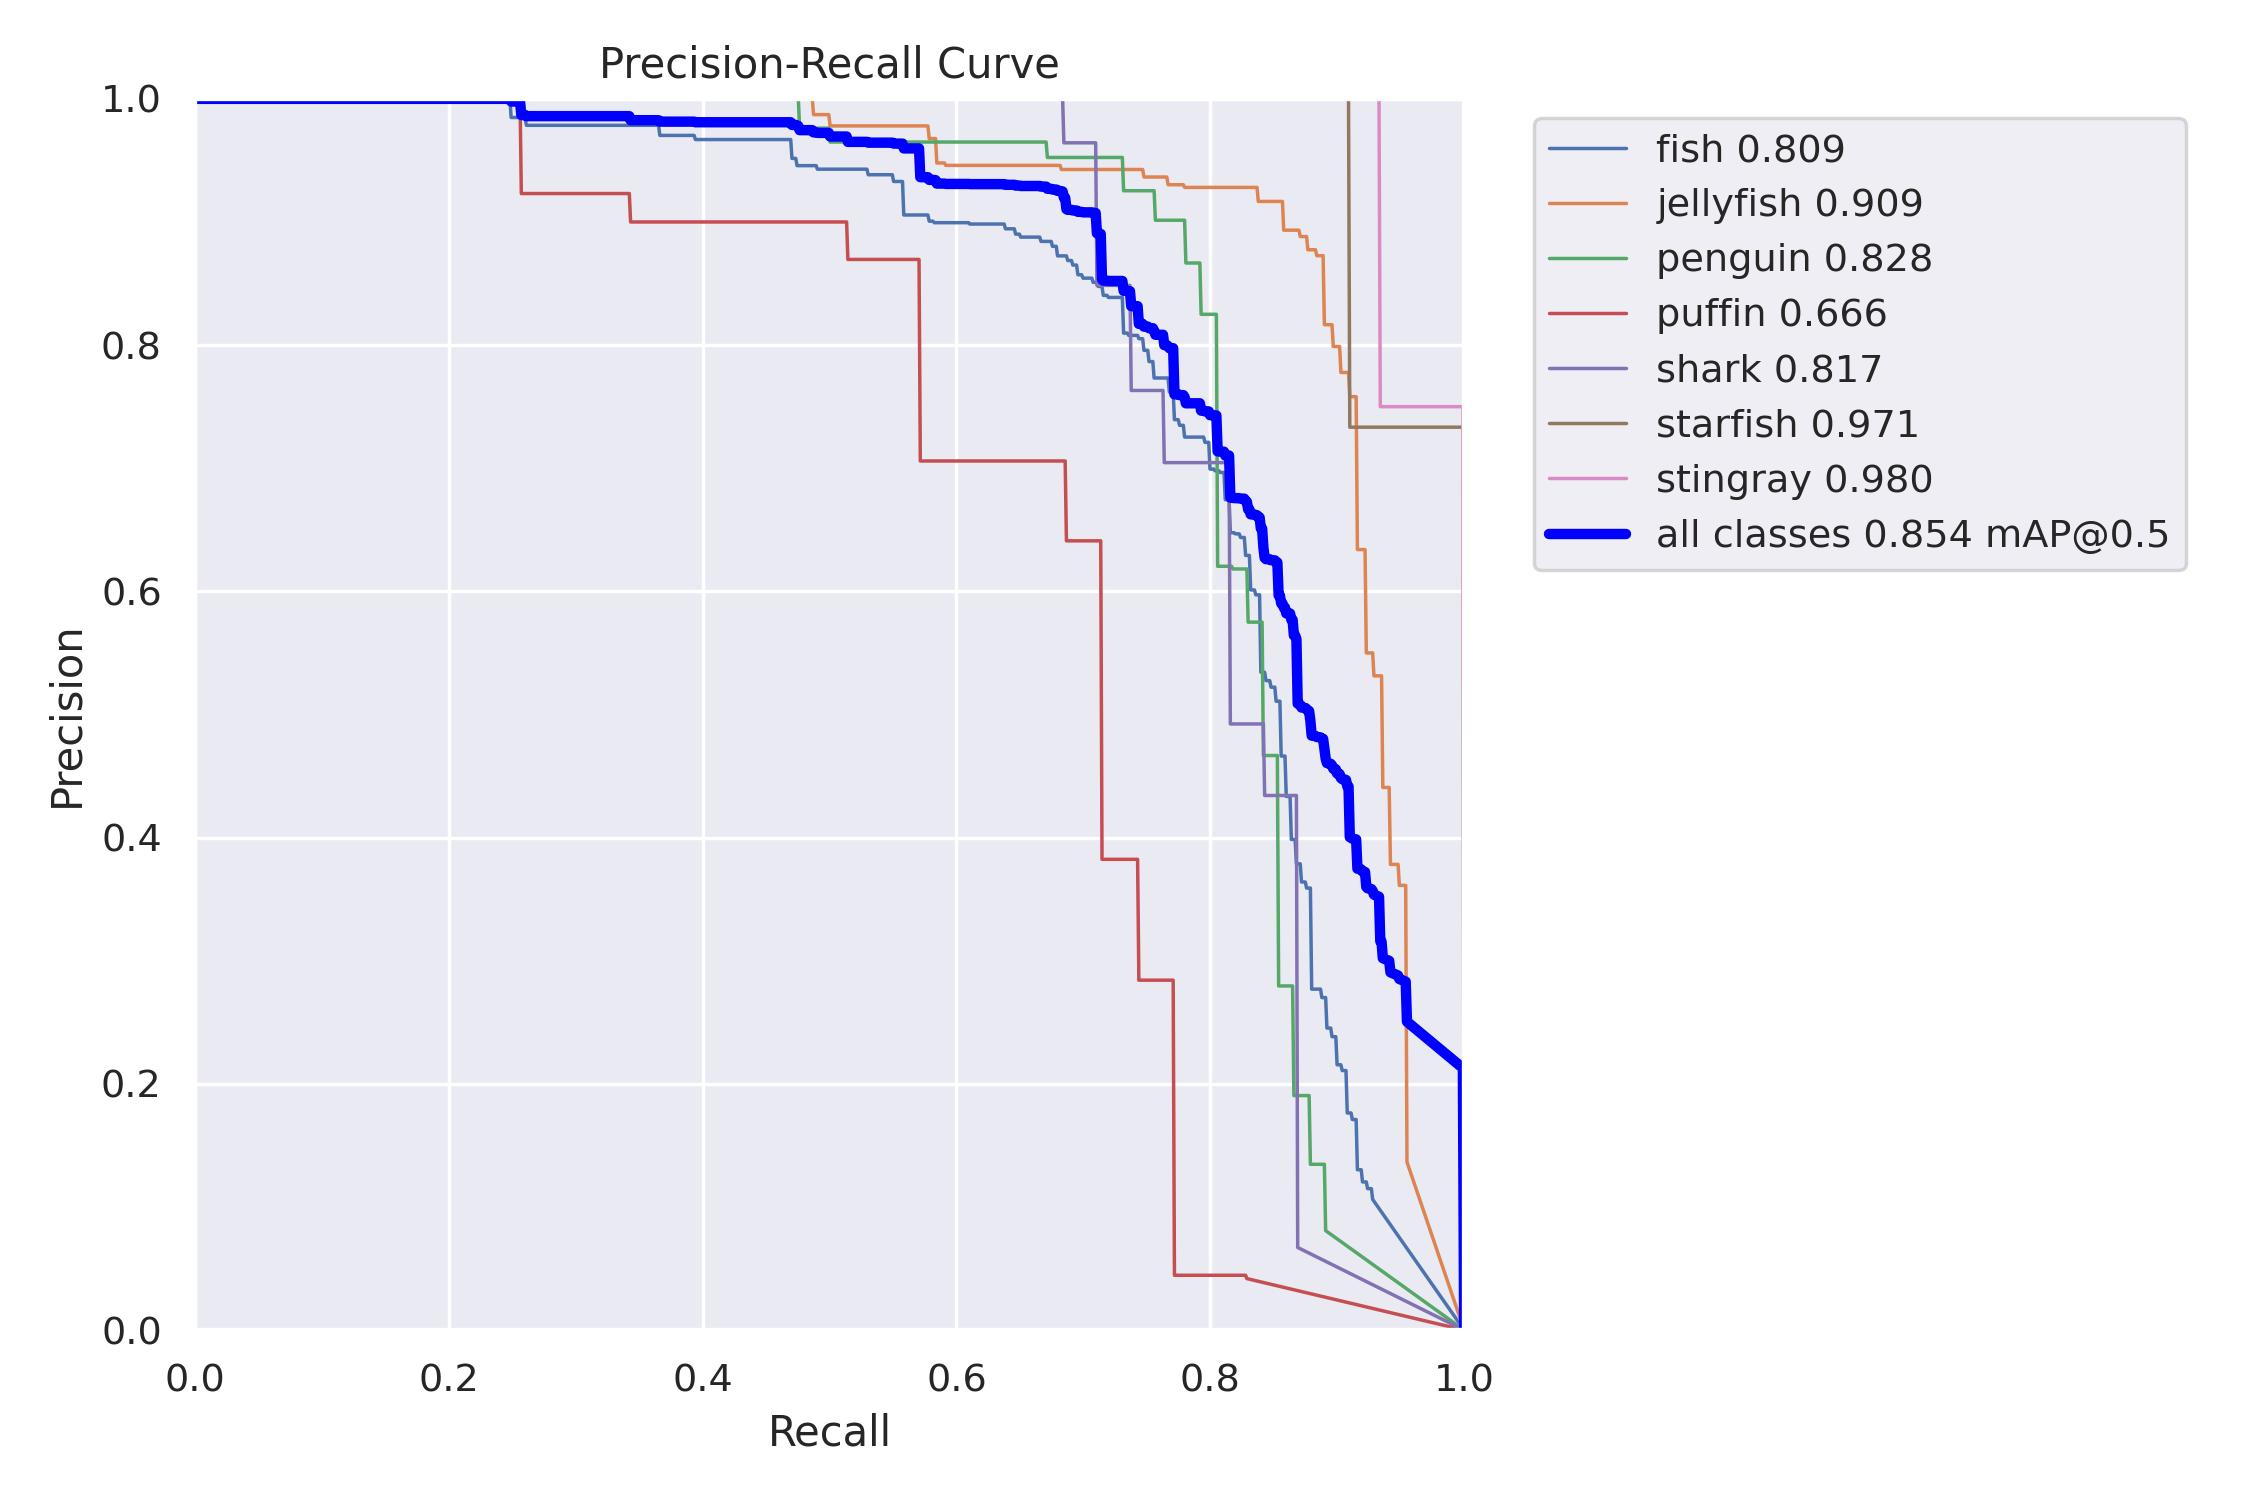 Precision-Recall Curve
1.0
0.8
0.6
0.4
0.2
0.0
Precision
0.0 0.2 0.4 0.6 0.8 1.0
Recall
fish 0.809
jellyfish 0.909
penguin 0.828
puffin 0.666
shark 0.817
starfish 0.971
stingray 0.980
all classes 0.854 mAP@0.5